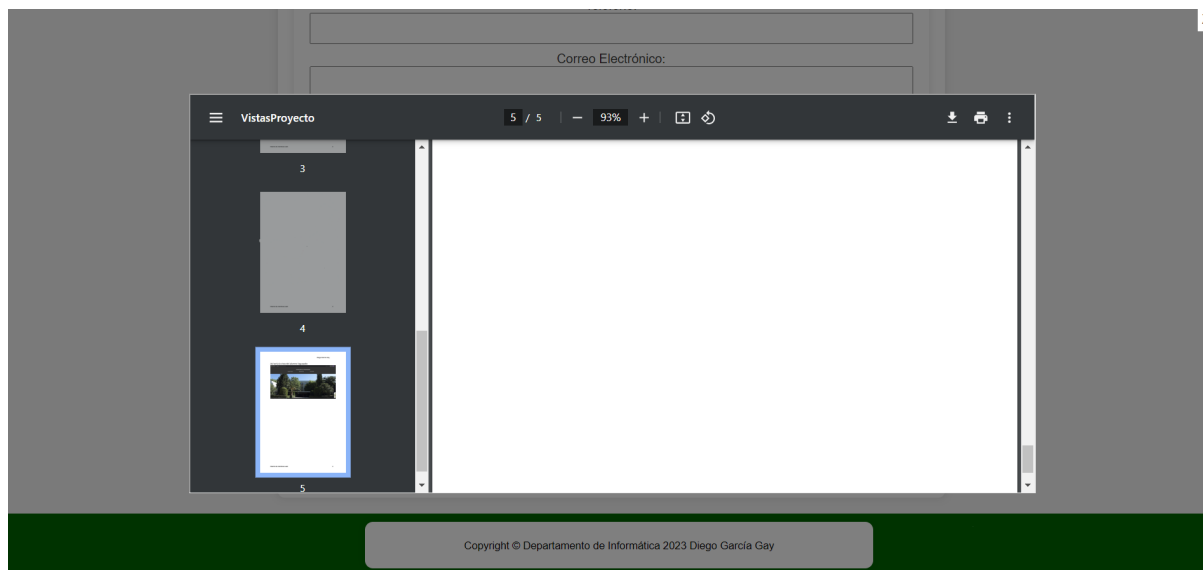 Correo Electrónico:
VistasProyecto
5 / 5
93%
3
4
5
Copyright © Departamento de Informática 2023 Diego García Gay